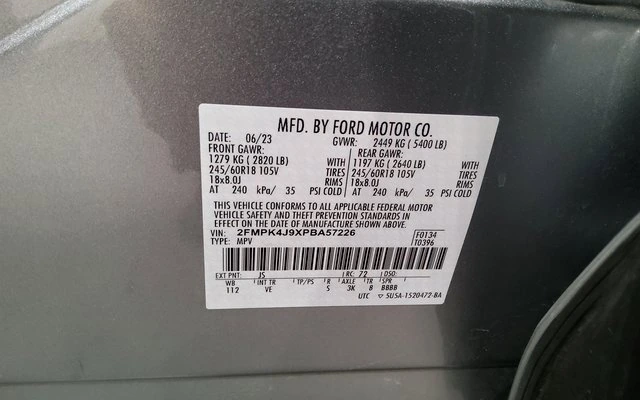 MFD. BY FORD MOTOR CO.
DATE: 06/23 GVWR: 2449 KG ( 5400 LB)
FRONT GAWR: REAR GAWR:
1279 KG ( 2820 LB) WITH 1197 KG ( 2640 LB) WITH
245/60R18 105V TIRES 245/60R18 105V TIRES
18x8.0J RIMS 18x8.0J RIMS
AT 240 kPa/ 35 PSI COLD AT 240 kPa/ 35 PSI COLD
THIS VEHICLE CONFORMS TO ALL APPLICABLE FEDERAL MOTOR
VEHICLE SAFETY AND THEFT PREVENTION STANDARDS IN
EFFECT ON THE DATE OF MANUFACTURE SHOWN ABOVE.
VIN: 2FMPK4J9XPBA57226 F0134
TYPE: MPV T0396
EXT PNT: JS RC: 72 DSO:
WB INT TR TP/PS R AXLE TR SPR
112 VE S 3K 8 BBBB
UTC ▽ 5U5A-1520472-BA